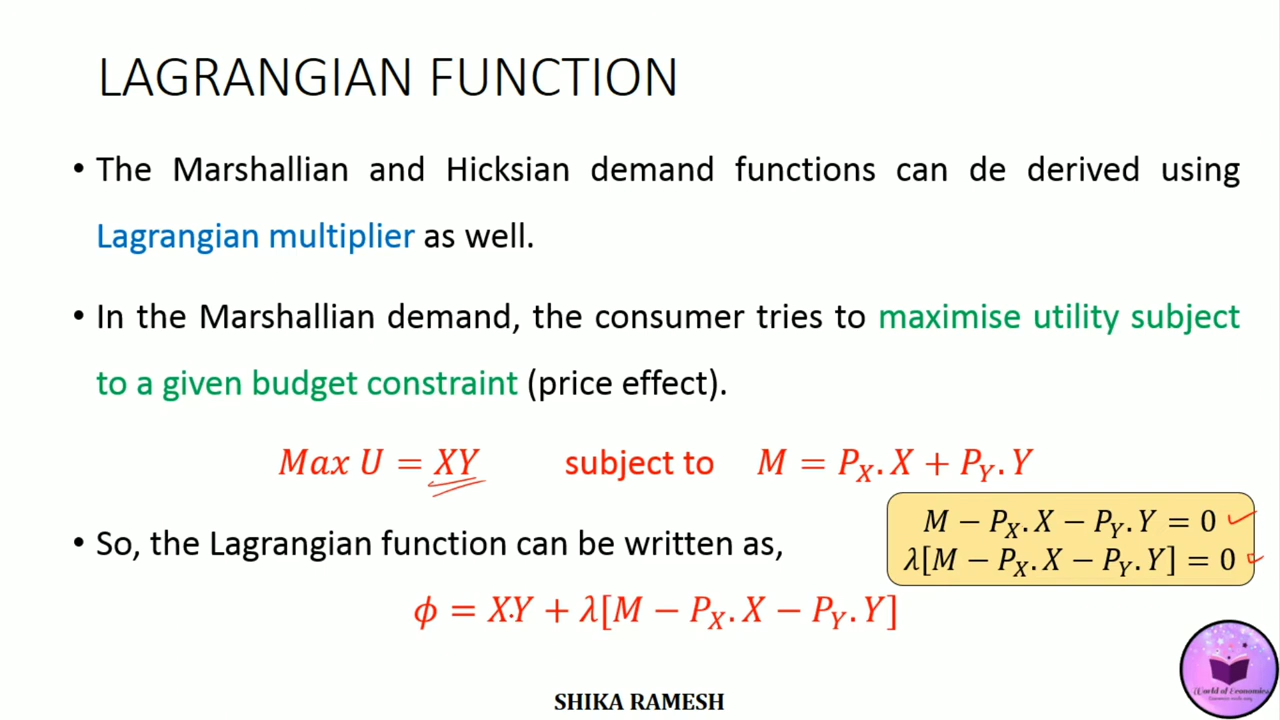 LAGRANGIAN FUNCTION
• The Marshallian and Hicksian demand functions can de derived using
Lagrangian multiplier as well.
• In the Marshallian demand, the consumer tries to maximise utility subject
to a given budget constraint (price effect).
Max U = XY subject to M = P_X.X + P_Y.Y
M − P_X.X − P_Y.Y = 0
• So, the Lagrangian function can be written as,
λ[M − P_X.X − P_Y.Y] = 0
ϕ = X.Y + λ[M − P_X.X − P_Y.Y]
World of Economics
SHIKA RAMESH